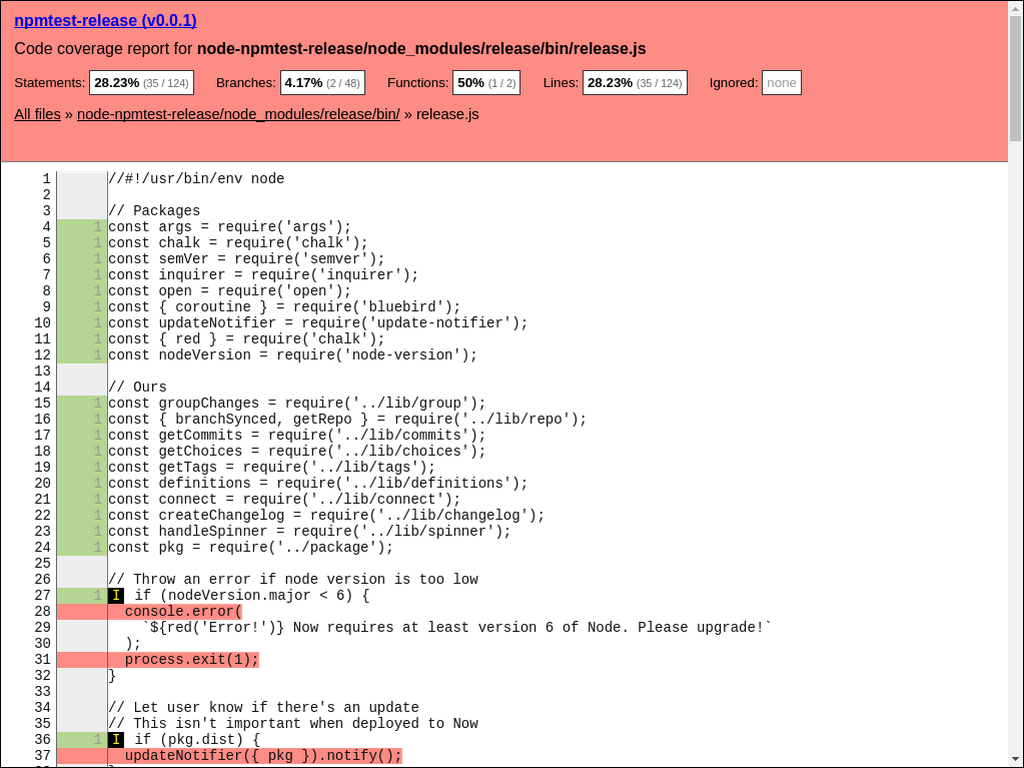 npmtest-release (v0.0.1)
Code coverage report for node-npmtest-release/node_modules/release/bin/release.js
Statements: 28.23% (35 / 124) Branches: 4.17% (2 / 48) Functions: 50% (1 / 2) Lines: 28.23% (35 / 124) Ignored: none
All files » node-npmtest-release/node_modules/release/bin/ » release.js
1 //#!/usr/bin/env node
2
3 // Packages
4 1 const args = require('args');
5 1 const chalk = require('chalk');
6 1 const semVer = require('semver');
7 1 const inquirer = require('inquirer');
8 1 const open = require('open');
9 1 const { coroutine } = require('bluebird');
10 1 const updateNotifier = require('update-notifier');
11 1 const { red } = require('chalk');
12 1 const nodeVersion = require('node-version');
13
14 // Ours
15 1 const groupChanges = require('../lib/group');
16 1 const { branchSynced, getRepo } = require('../lib/repo');
17 1 const getCommits = require('../lib/commits');
18 1 const getChoices = require('../lib/choices');
19 1 const getTags = require('../lib/tags');
20 1 const definitions = require('../lib/definitions');
21 1 const connect = require('../lib/connect');
22 1 const createChangelog = require('../lib/changelog');
23 1 const handleSpinner = require('../lib/spinner');
24 1 const pkg = require('../package');
25
26 // Throw an error if node version is too low
27 1 I if (nodeVersion.major < 6) {
28 console.error(
29 `${red('Error!')} Now requires at least version 6 of Node. Please upgrade!`
30 );
31 process.exit(1);
32 }
33
34 // Let user know if there's an update
35 // This isn't important when deployed to Now
36 1 I if (pkg.dist) {
37 updateNotifier({ pkg }).notify();